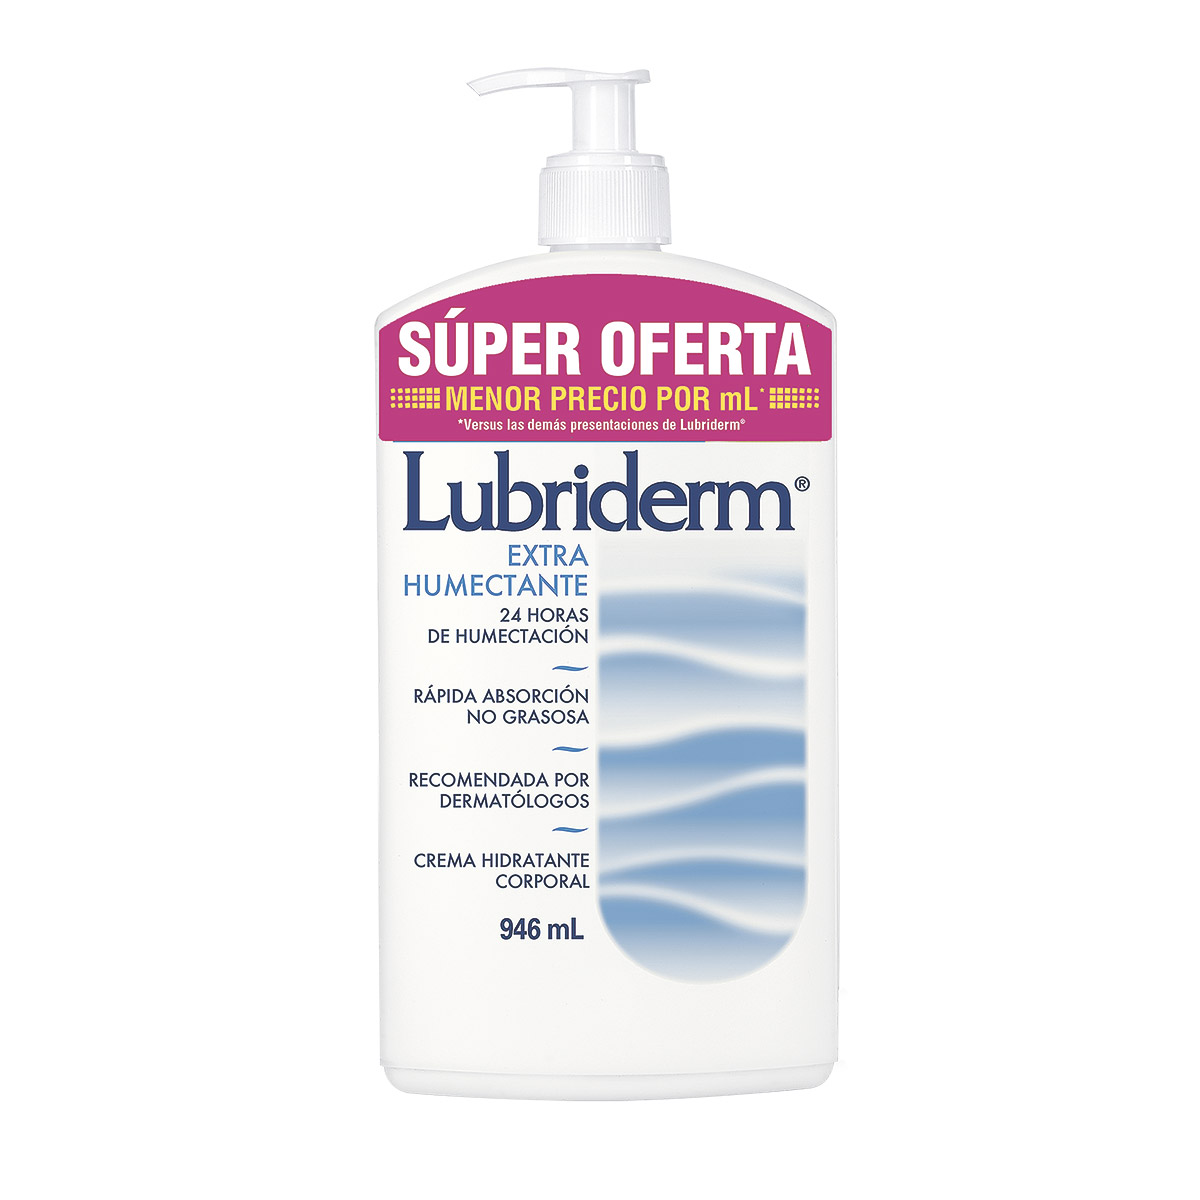 SÚPER OFERTA
MENOR PRECIO POR mL*
*Versus las demás presentaciones de Lubriderm®
Lubriderm®
EXTRA
HUMECTANTE
24 HORAS
DE HUMECTACIÓN
RÁPIDA ABSORCIÓN
NO GRASOSA
RECOMENDADA POR
DERMATÓLOGOS
CREMA HIDRATANTE
CORPORAL
946 mL